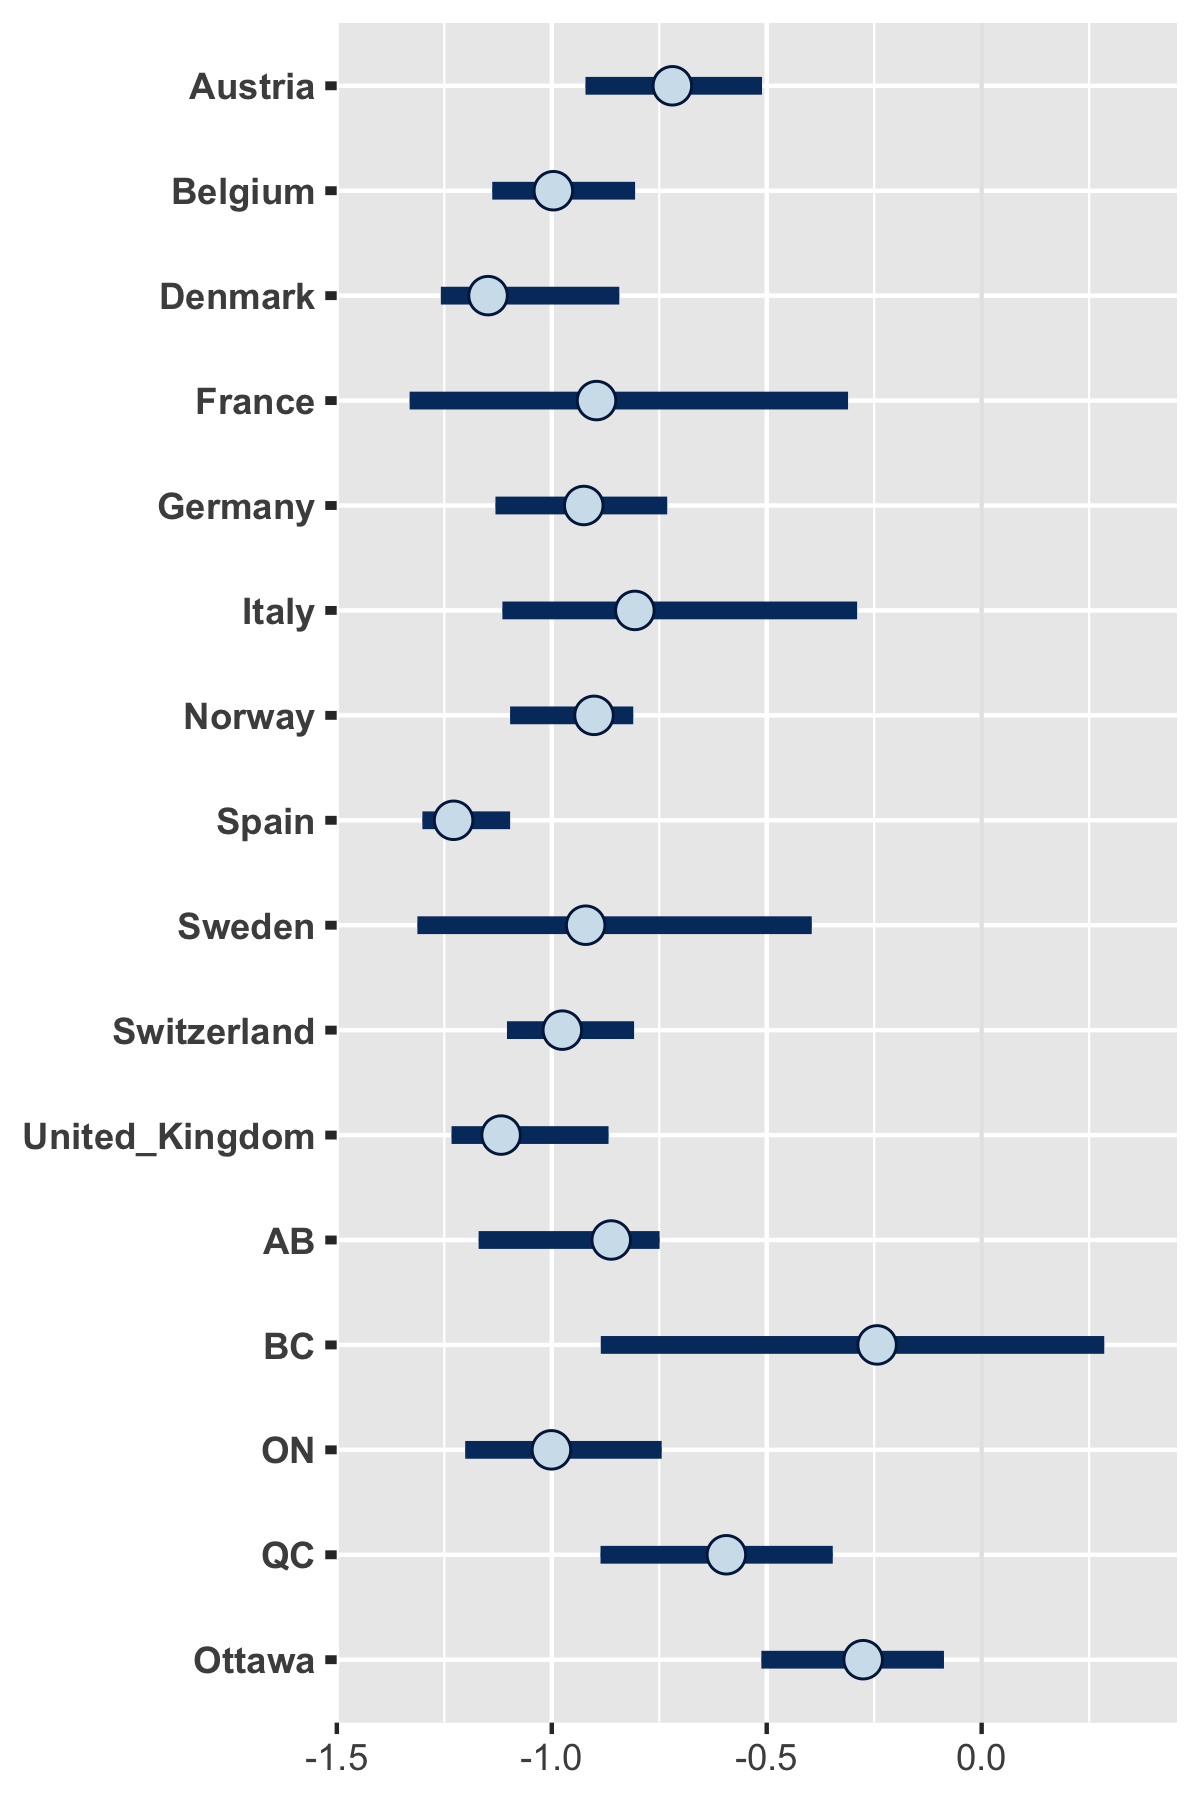 Austria
Belgium
Denmark
France
Germany
Italy
Norway
Spain
Sweden
Switzerland
United_Kingdom
AB
BC
ON
QC
Ottawa
-1.5 -1.0 -0.5 0.0